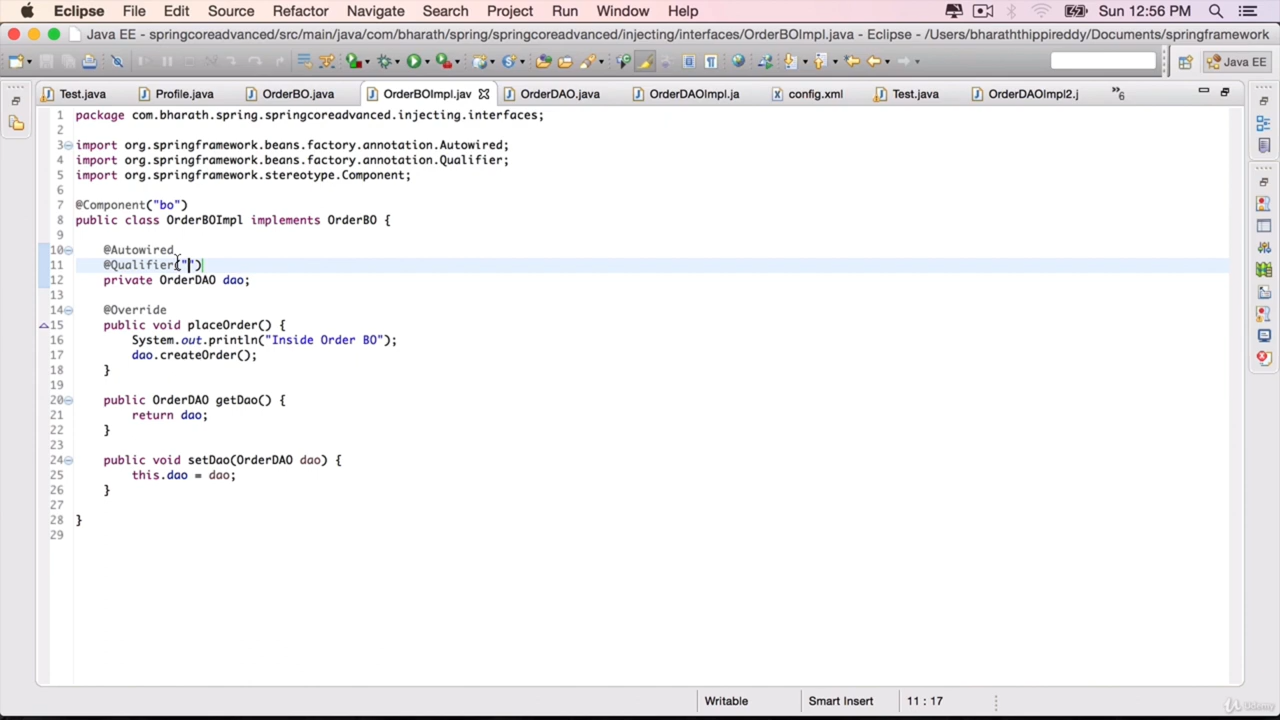 Eclipse File Edit Source Refactor Navigate Search Project Run Window Help Sun 12:56 PM
Java EE - springcoreadvanced/src/main/java/com/bharath/spring/springcoreadvanced/injecting/interfaces/OrderBOImpl.java - Eclipse - /Users/bharaththippireddy/Documents/springframework
Java EE
Test.java Profile.java OrderBO.java OrderBOImpl.jav OrderDAO.java OrderDAOImpl.ja config.xml Test.java OrderDAOImpl2.j »6
1 package com.bharath.spring.springcoreadvanced.injecting.interfaces;
2
3 import org.springframework.beans.factory.annotation.Autowired;
4 import org.springframework.beans.factory.annotation.Qualifier;
5 import org.springframework.stereotype.Component;
6
7 @Component("bo")
8 public class OrderBOImpl implements OrderBO {
9
10 @Autowired
11 @Qualifier("")
12 private OrderDAO dao;
13
14 @Override
15 public void placeOrder() {
16 System.out.println("Inside Order BO");
17 dao.createOrder();
18 }
19
20 public OrderDAO getDao() {
21 return dao;
22 }
23
24 public void setDao(OrderDAO dao) {
25 this.dao = dao;
26 }
27
28 }
29
Writable Smart Insert 11 : 17
Udemy